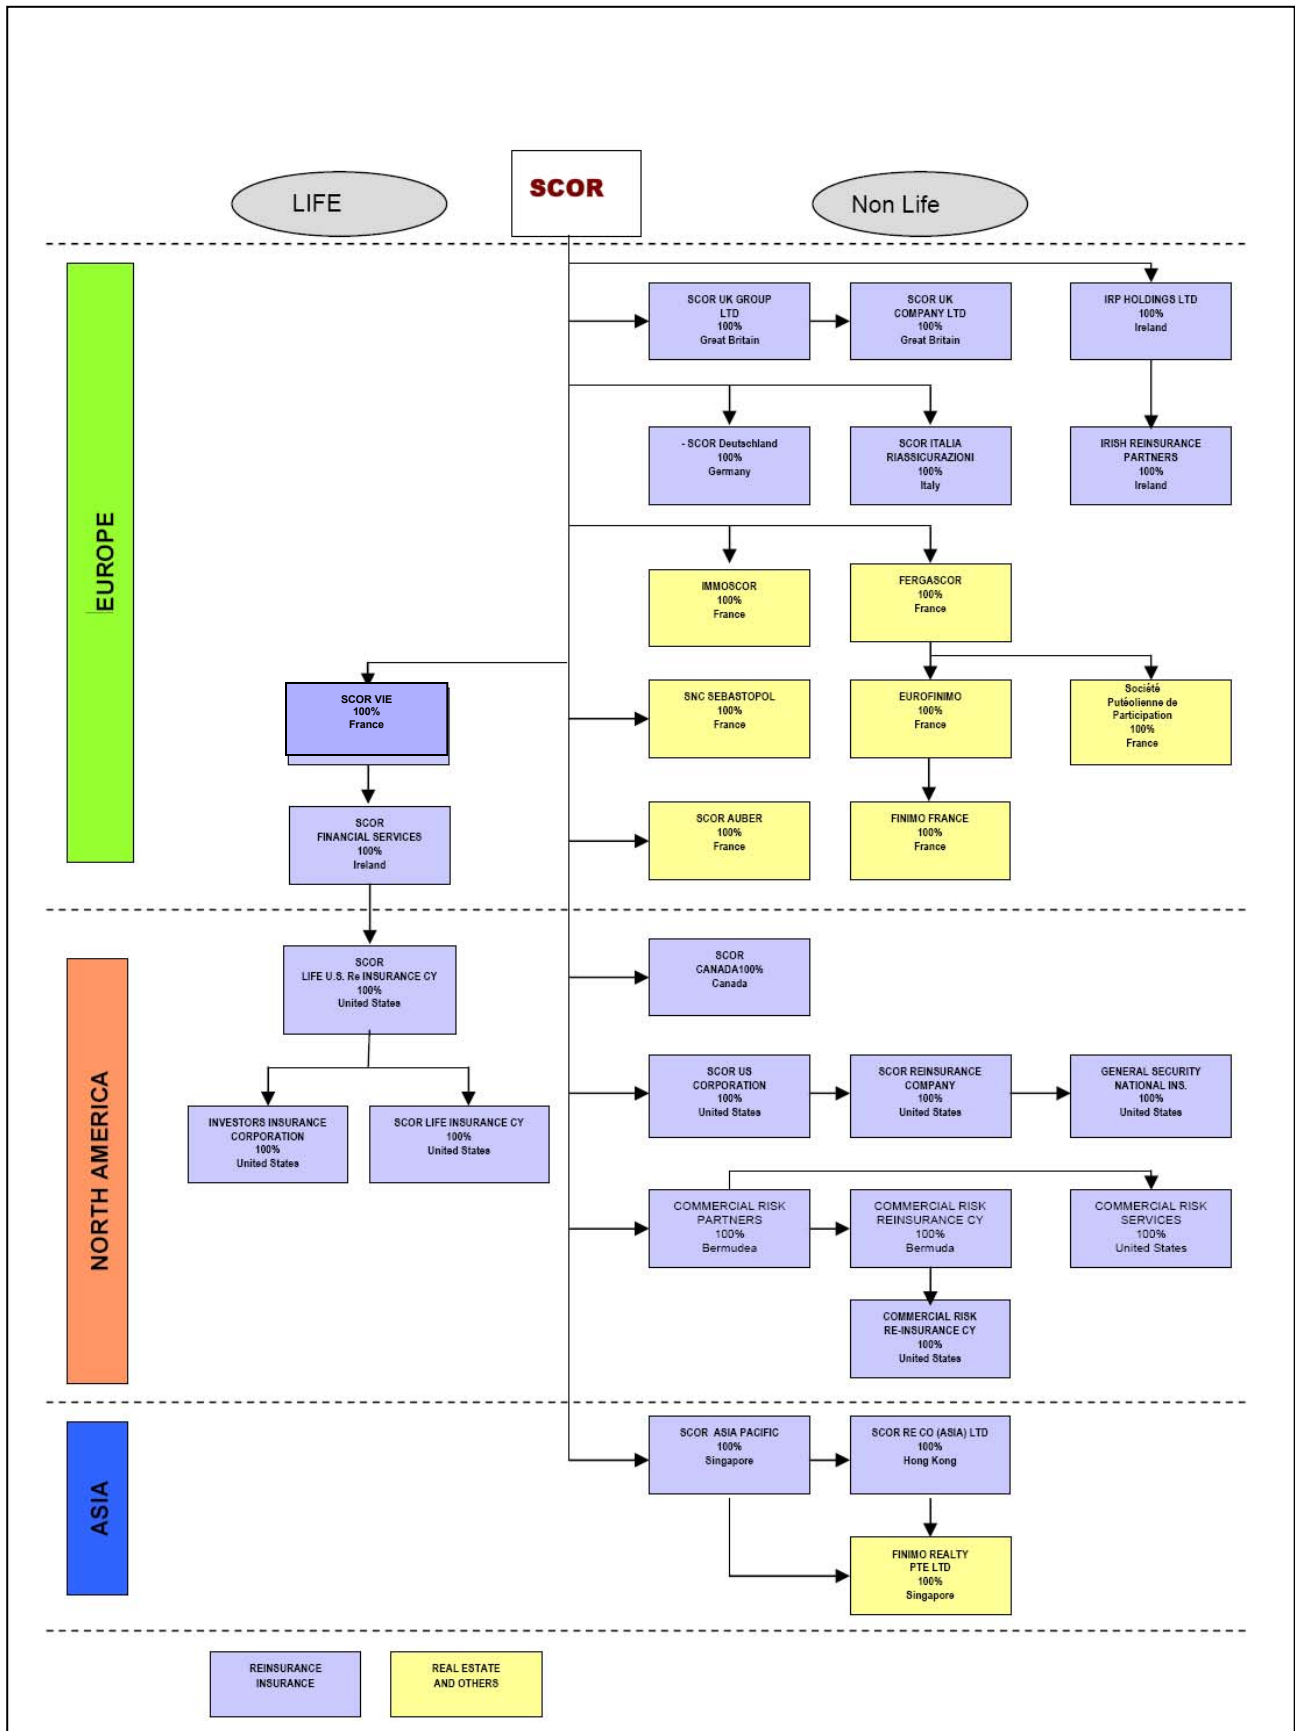 LIFE
SCOR
Non Life
EUROPE
SCOR UK GROUP
LTD
100%
Great Britain
SCOR UK
COMPANY LTD
100%
Great Britain
IRP HOLDINGS LTD
100%
Ireland
- SCOR Deutschland
100%
Germany
SCOR ITALIA
RIASSICURAZIONI
100%
Italy
IRISH REINSURANCE
PARTNERS
100%
Ireland
IMMOSCOR
100%
France
FERGASCOR
100%
France
SCOR VIE
100%
France
SNC SEBASTOPOL
100%
France
EUROFINIMO
100%
France
Société
Putéolienne de
Participation
100%
France
SCOR
FINANCIAL SERVICES
100%
Ireland
SCOR AUBER
100%
France
FINIMO FRANCE
100%
France
NORTH AMERICA
SCOR
LIFE U.S. Re INSURANCE CY
100%
United States
SCOR
CANADA100%
Canada
INVESTORS INSURANCE
CORPORATION
100%
United States
SCOR LIFE INSURANCE CY
100%
United States
SCOR US
CORPORATION
100%
United States
SCOR REINSURANCE
COMPANY
100%
United States
GENERAL SECURITY
NATIONAL INS.
100%
United States
COMMERCIAL RISK
PARTNERS
100%
Bermudea
COMMERCIAL RISK
REINSURANCE CY
100%
Bermuda
COMMERCIAL RISK
SERVICES
100%
United States
COMMERCIAL RISK
RE-INSURANCE CY
100%
United States
ASIA
SCOR ASIA PACIFIC
100%
Singapore
SCOR RE CO (ASIA) LTD
100%
Hong Kong
FINIMO REALTY
PTE LTD
100%
Singapore
REINSURANCE
INSURANCE
REAL ESTATE
AND OTHERS